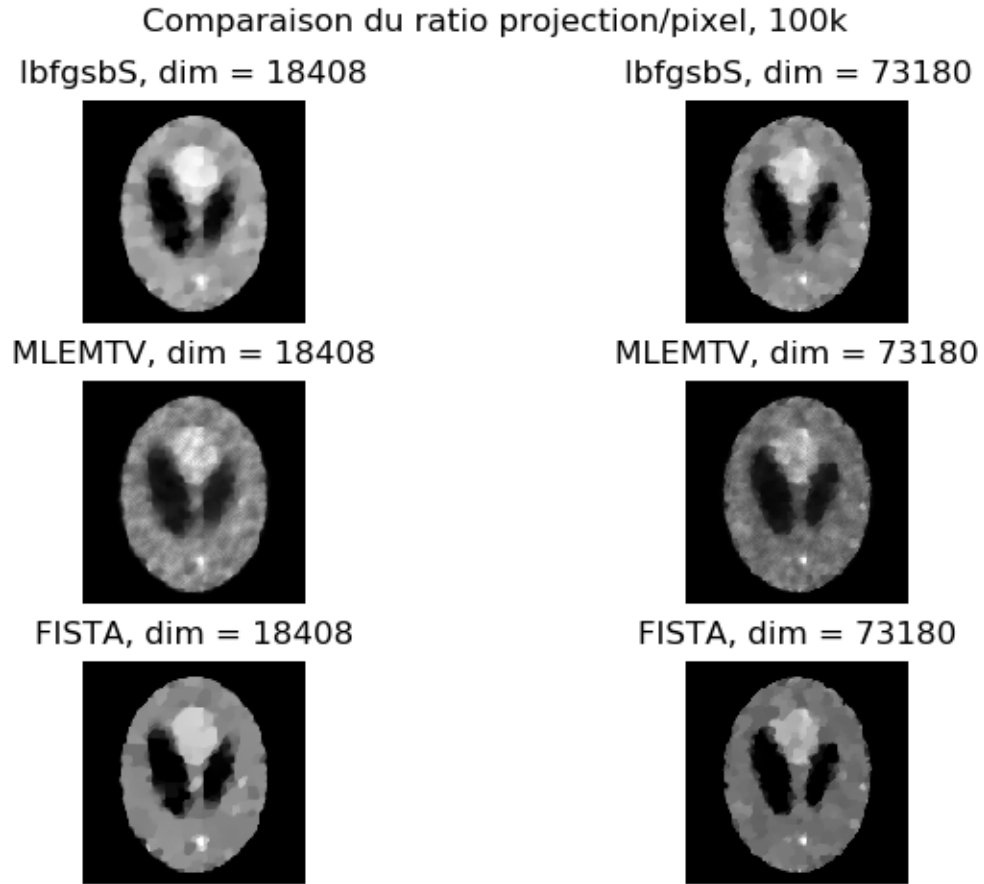 Comparaison du ratio projection/pixel, 100k
lbfgsbS, dim = 18408
lbfgsbS, dim = 73180
MLEMTV, dim = 18408
MLEMTV, dim = 73180
FISTA, dim = 18408
FISTA, dim = 73180